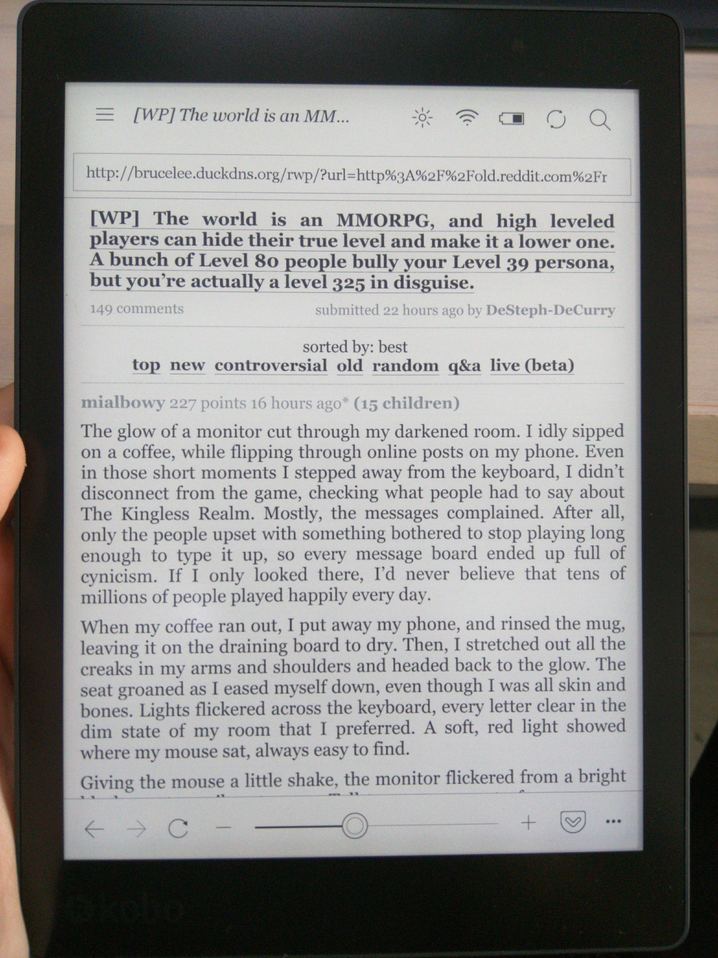 [WP] The world is an MM...
http://brucelee.duckdns.org/rwp/?url=http%3A%2F%2Fold.reddit.com%2Fr
[WP] The world is an MMORPG, and high leveled
players can hide their true level and make it a lower one.
A bunch of Level 80 people bully your Level 39 persona,
but you're actually a level 325 in disguise.
149 comments submitted 22 hours ago by DeSteph-DeCurry
sorted by: best
top new controversial old random q&a live (beta)
mialbowy 227 points 16 hours ago* (15 children)
The glow of a monitor cut through my darkened room. I idly sipped
on a coffee, while flipping through online posts on my phone. Even
in those short moments I stepped away from the keyboard, I didn't
disconnect from the game, checking what people had to say about
The Kingless Realm. Mostly, the messages complained. After all,
only the people upset with something bothered to stop playing long
enough to type it up, so every message board ended up full of
cynicism. If I only looked there, I'd never believe that tens of
millions of people played happily every day.
When my coffee ran out, I put away my phone, and rinsed the mug,
leaving it on the draining board to dry. Then, I stretched out all the
creaks in my arms and shoulders and headed back to the glow. The
seat groaned as I eased myself down, even though I was all skin and
bones. Lights flickered across the keyboard, every letter clear in the
dim state of my room that I preferred. A soft, red light showed
where my mouse sat, always easy to find.
Giving the mouse a little shake, the monitor flickered from a bright
kobo